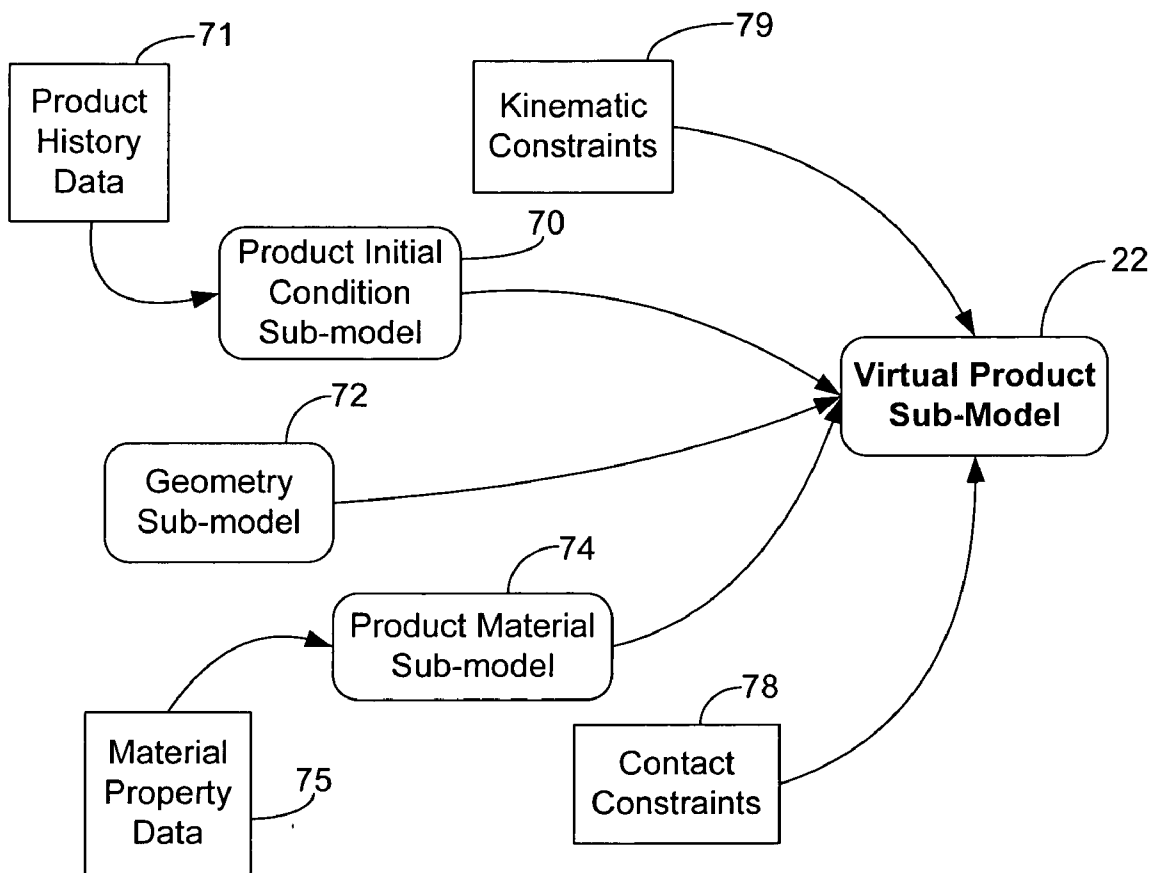 71
Product
History
Data
79
Kinematic
Constraints
70
Product Initial
Condition
Sub-model
22
Virtual Product
Sub-Model
72
Geometry
Sub-model
74
Product Material
Sub-model
78
Contact
Constraints
Material
Property
Data
75